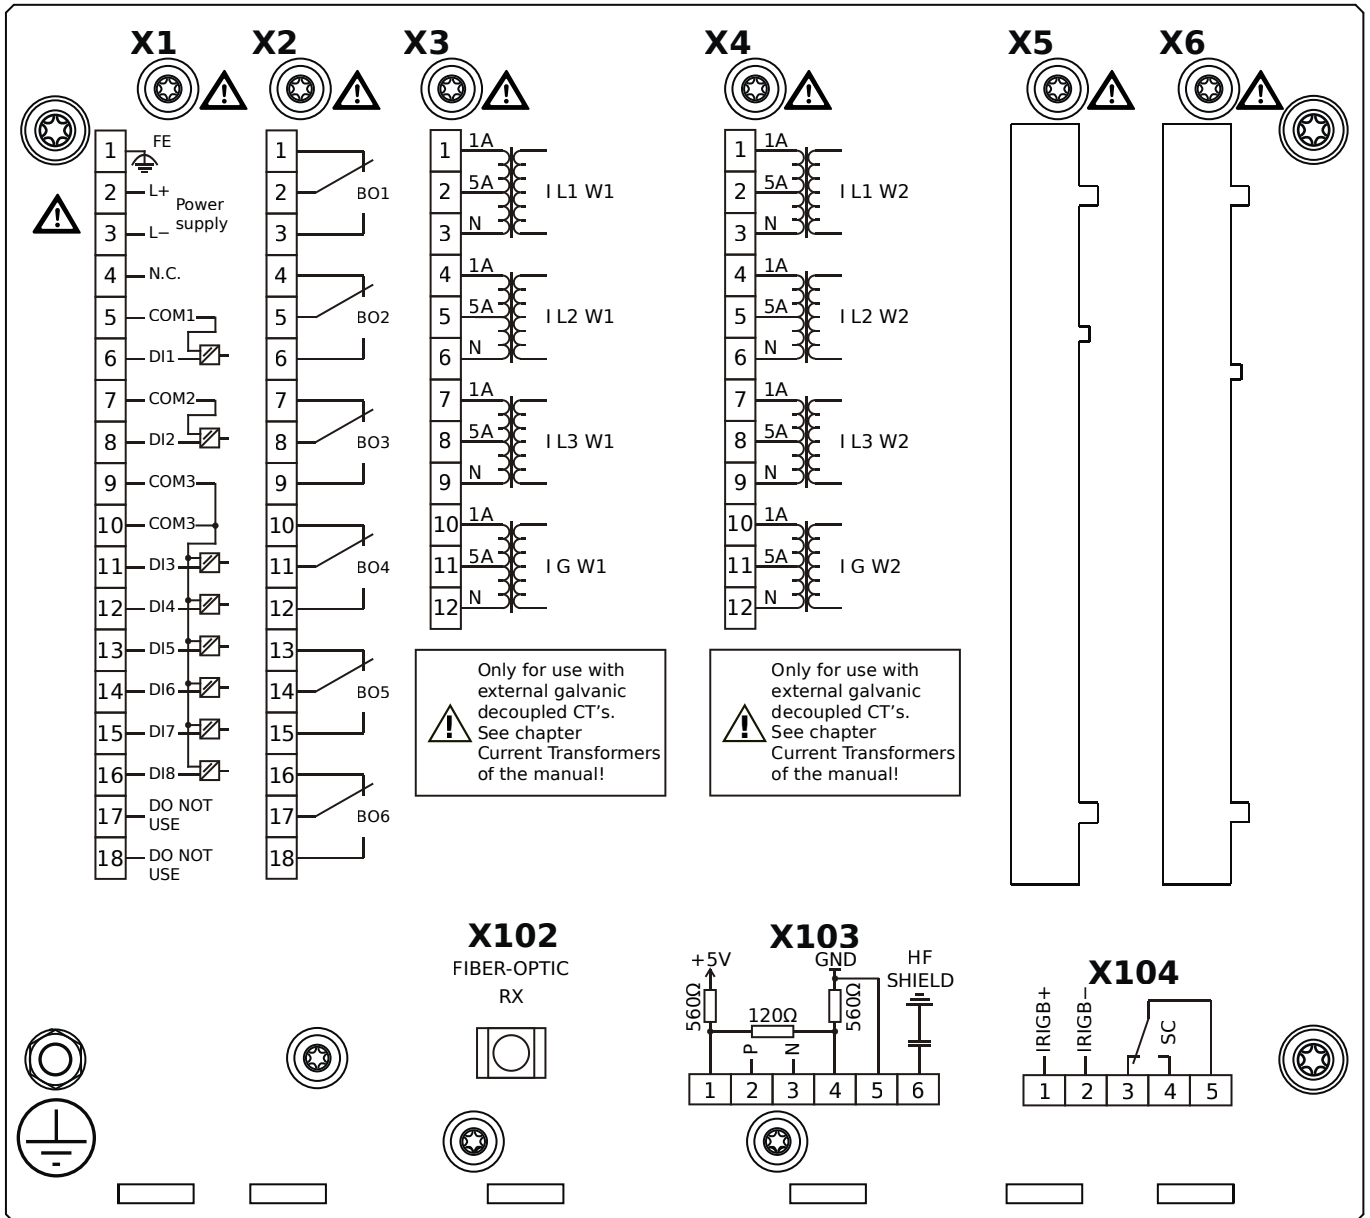 X1
X2
X3
X4
X5
X6
1 FE
2 L+
Power
supply
3 L−
4 N.C.
5 COM1
6 DI1
7 COM2
8 DI2
9 COM3
10 COM3
11 DI3
12 DI4
13 DI5
14 DI6
15 DI7
16 DI8
17 DO NOT
USE
18 DO NOT
USE
1
2 BO1
3
4
5 BO2
6
7
8 BO3
9
10
11 BO4
12
13
14 BO5
15
16
17 BO6
18
1 1A
2 5A I L1 W1
3 N
4 1A
5 5A I L2 W1
6 N
7 1A
8 5A I L3 W1
9 N
10 1A
11 5A I G W1
12 N
Only for use with
external galvanic
decoupled CT's.
See chapter
Current Transformers
of the manual!
1 1A
2 5A I L1 W2
3 N
4 1A
5 5A I L2 W2
6 N
7 1A
8 5A I L3 W2
9 N
10 1A
11 5A I G W2
12 N
Only for use with
external galvanic
decoupled CT's.
See chapter
Current Transformers
of the manual!
X102
FIBER-OPTIC
RX
X103
+5V GND HF
SHIELD
560Ω 120Ω 560Ω
P N
1 2 3 4 5 6
X104
IRIGB+ IRIGB− SC
1 2 3 4 5